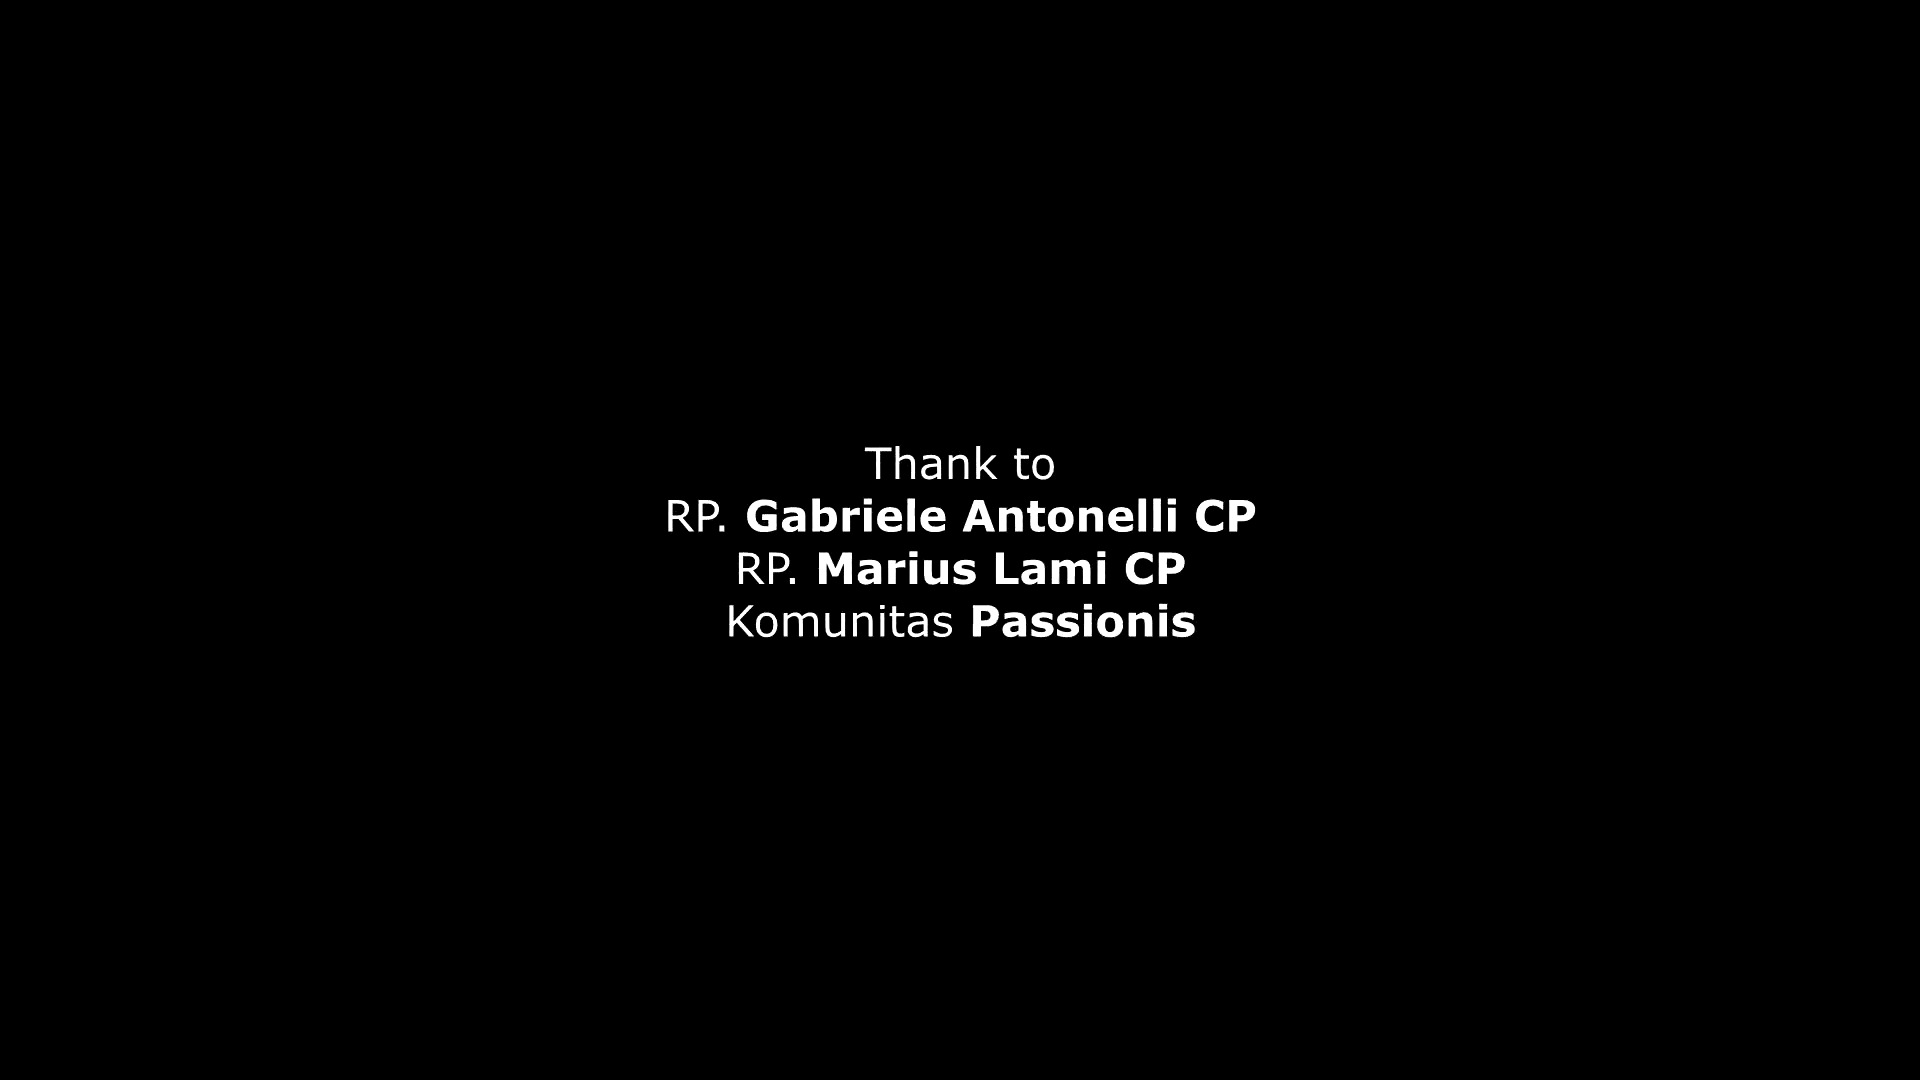 Thank to
RP. Gabriele Antonelli CP
RP. Marius Lami CP
Komunitas Passionis